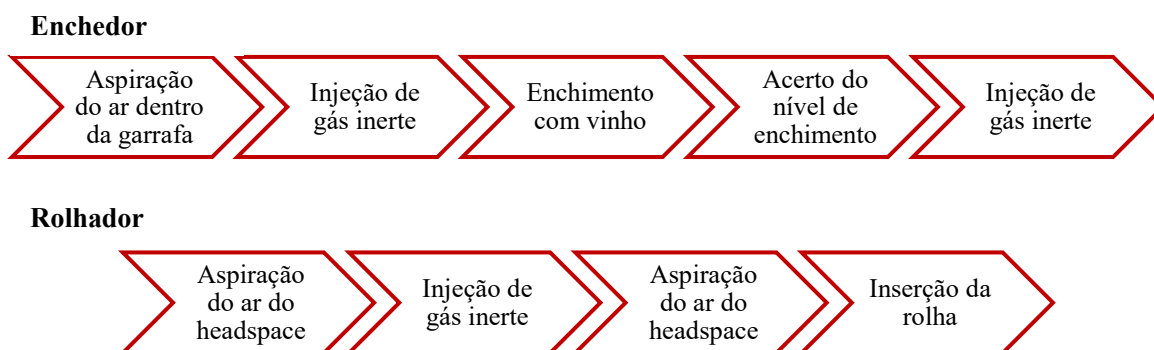 Enchedor
Aspiração
do ar dentro
da garrafa
Injeção de
gás inerte
Enchimento
com vinho
Acerto do
nível de
enchimento
Injeção de
gás inerte
Rolhador
Aspiração
do ar do
headspace
Injeção de
gás inerte
Aspiração
do ar do
headspace
Inserção da
rolha